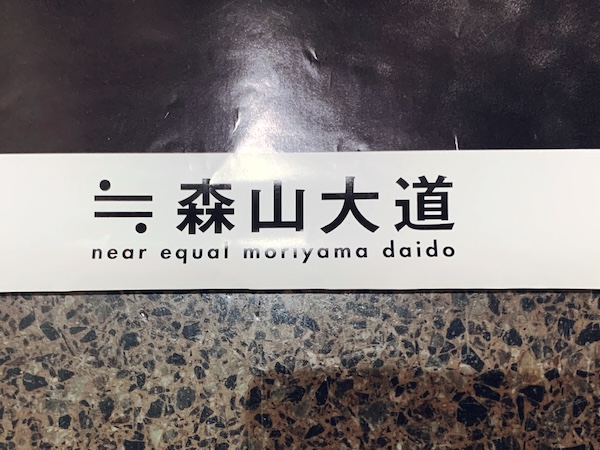 ≒ 森山大道
near equal moriyama daido